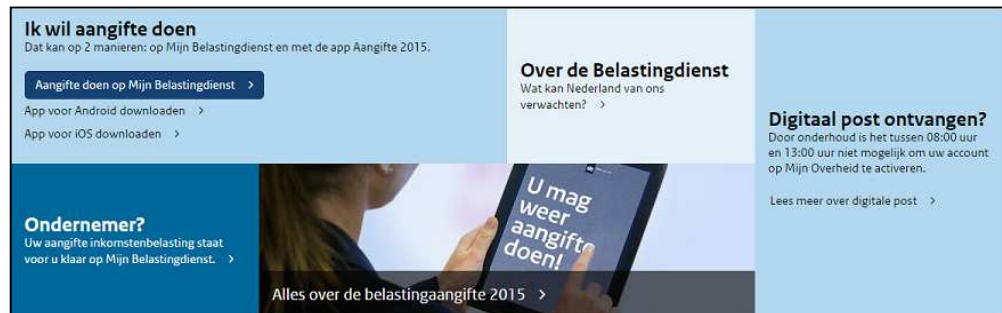 Ik wil aangifte doen
Dat kan op 2 manieren: op Mijn Belastingdienst en met de app Aangifte 2015.
Aangifte doen op Mijn Belastingdienst >
App voor Android downloaden >
App voor iOS downloaden >
Over de Belastingdienst
Wat kan Nederland van ons
verwachten? >
Digitaal post ontvangen?
Door onderhoud is het tussen 08:00 uur
en 13:00 uur niet mogelijk om uw account
op Mijn Overheid te activeren.
Lees meer over digitale post >
Ondernemer?
Uw aangifte inkomstenbelasting staat
voor u klaar op Mijn Belastingdienst. >
U mag
weer
aangifte
doen!
Alles over de belastingaangifte 2015 >